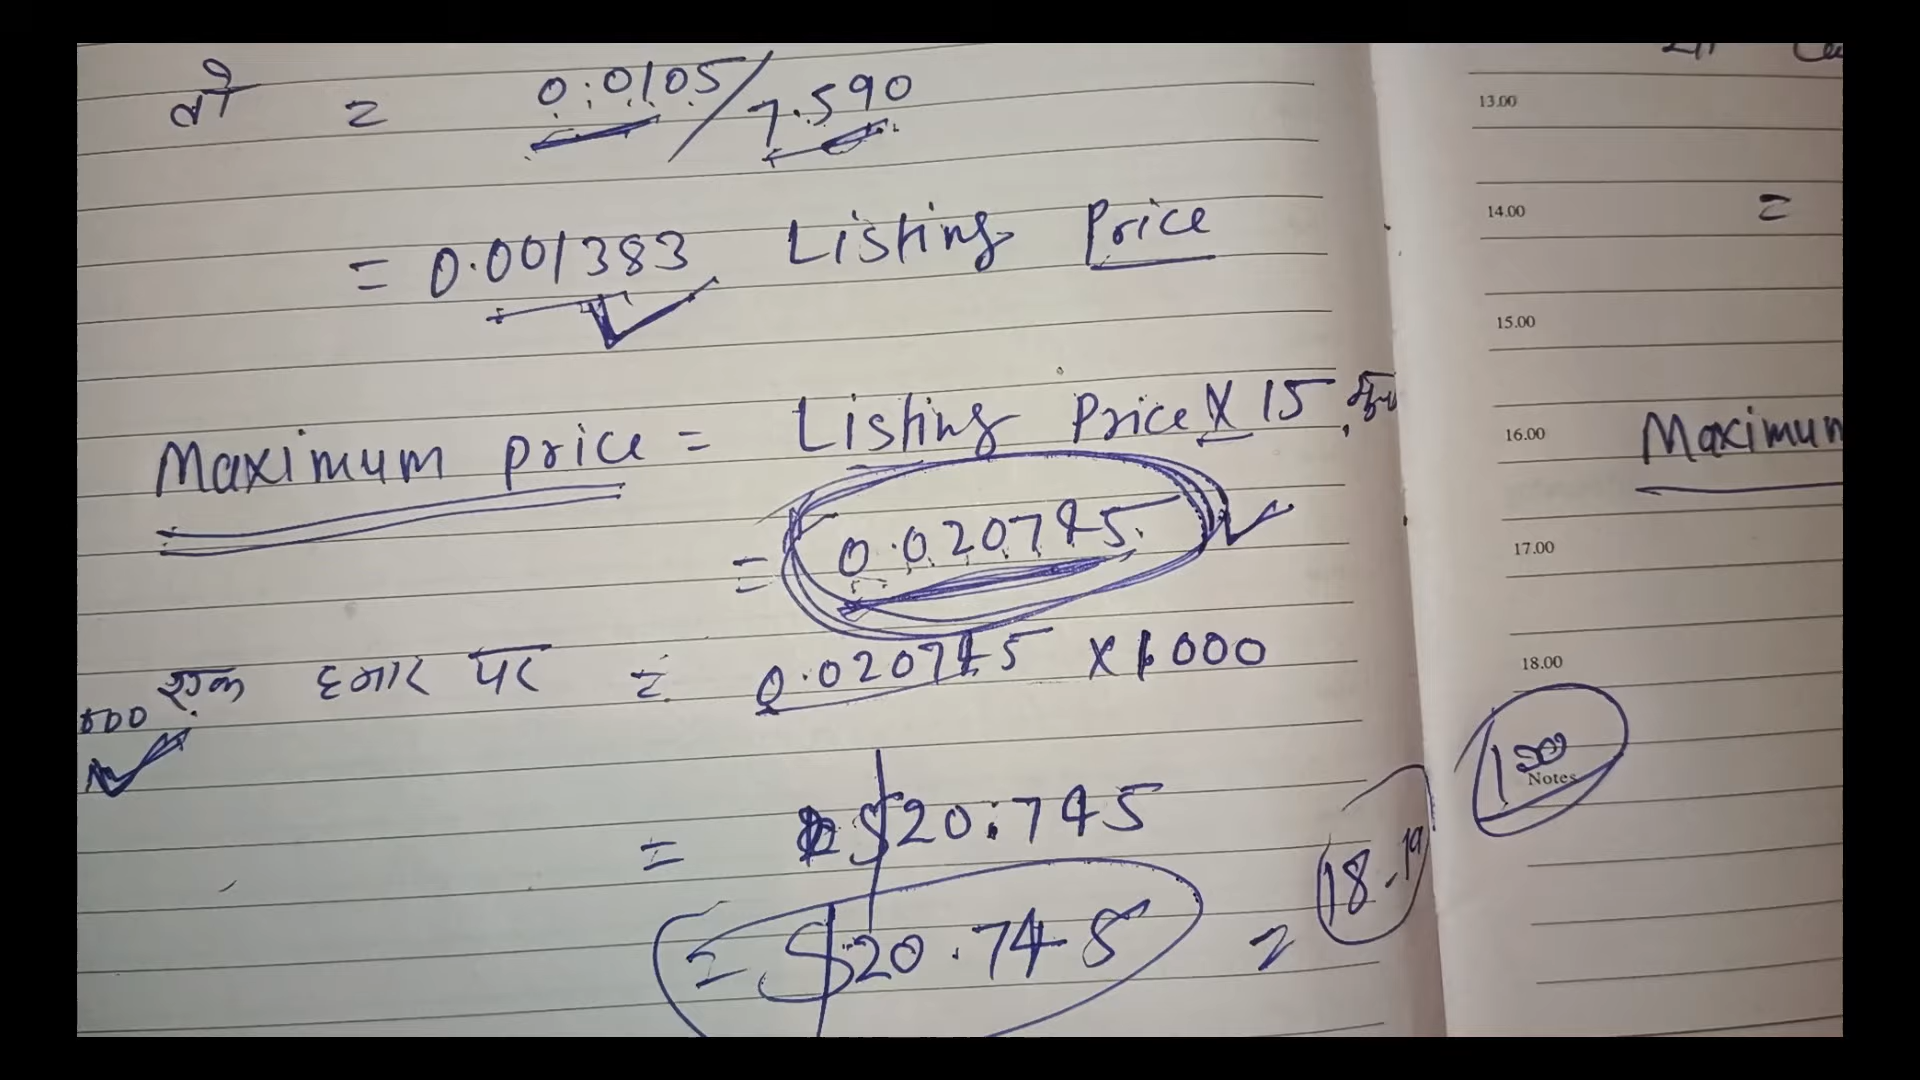 तो = 0.0105/7.590
= 0.001383 Listing Price
Maximum price = Listing Price X 15
= 0.020745
एक हजार पर = 0.020745 X 1000
= $20.745
= $20.745 = 18-19
13.00
14.00
=
15.00
16.00
Maximum
17.00
18.00
Notes